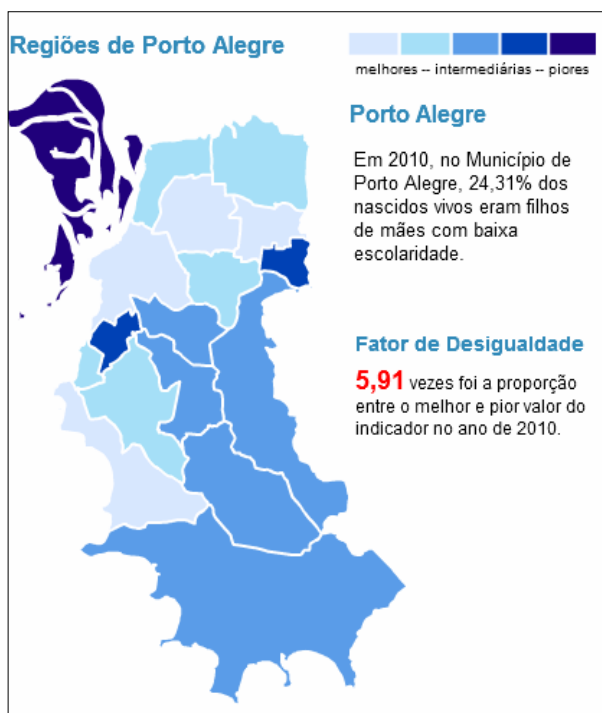 Regiões de Porto Alegre
melhores -- intermediárias -- piores
Porto Alegre
Em 2010, no Município de
Porto Alegre, 24,31% dos
nascidos vivos eram filhos
de mães com baixa
escolaridade.
Fator de Desigualdade
5,91 vezes foi a proporção
entre o melhor e pior valor do
indicador no ano de 2010.